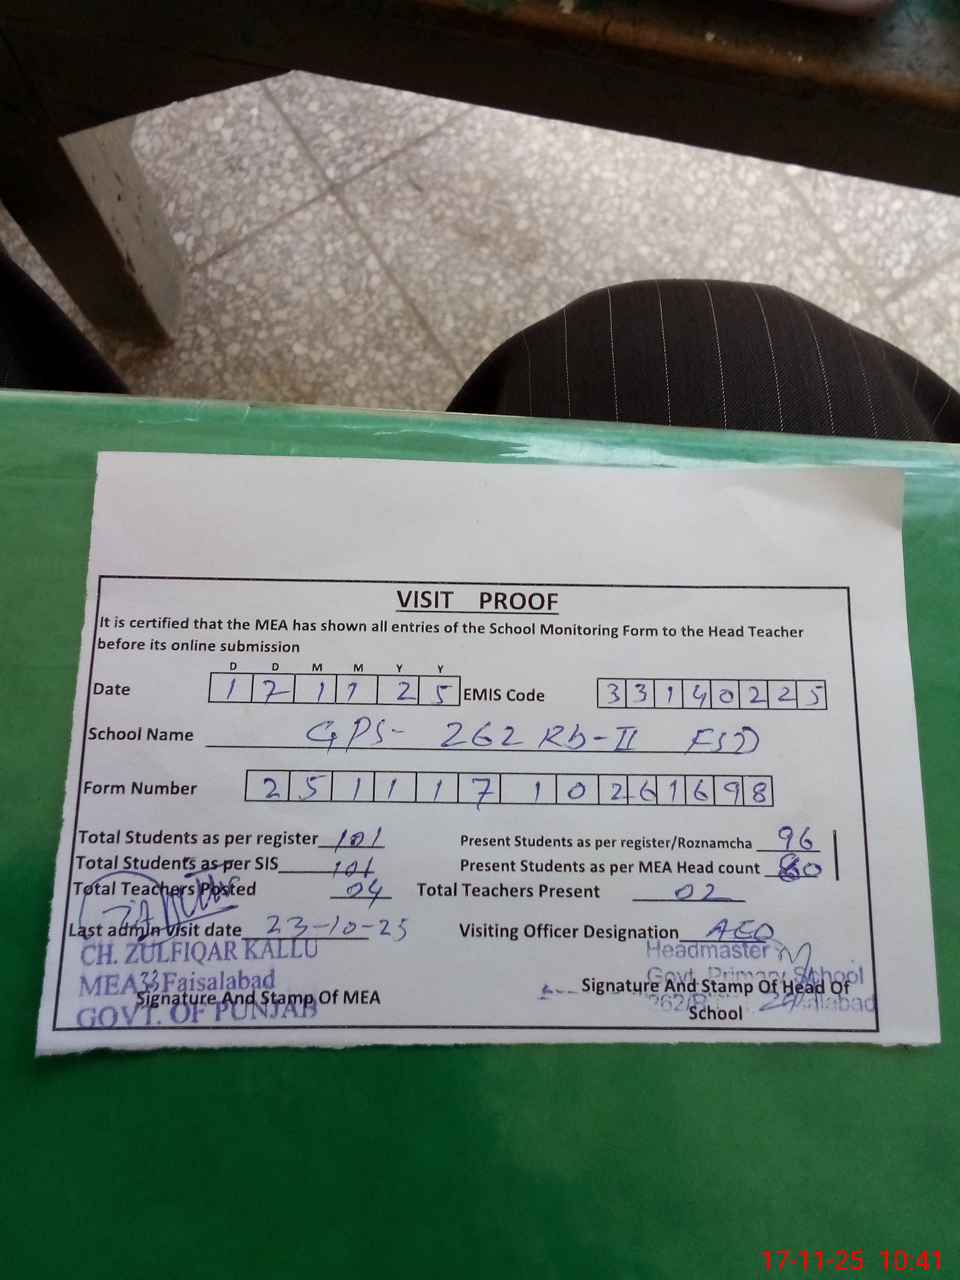 VISIT PROOF
It is certified that the MEA has shown all entries of the School Monitoring Form to the Head Teacher
before its online submission
D D M M Y Y
Date 1 7 1 1 2 5 EMIS Code 3 3 1 4 0 2 2 5
School Name GPS- 262 Rb-II FSD
Form Number 2 5 1 1 1 7 1 0 2 6 1 6 9 8
Total Students as per register 101 Present Students as per register/Roznamcha 96
Total Students as per SIS 101 Present Students as per MEA Head count 80
Total Teachers Posted 04 Total Teachers Present 02
Last admin visit date 23-10-25 Visiting Officer Designation AEO
CH. ZULFIQAR KALLU
MEA 33 Faisalabad
GOVT. OF PUNJAB
Signature And Stamp Of MEA
Headmaster
Govt. Primary School
262/R
Signature And Stamp Of Head Of
School
17-11-25 10:41